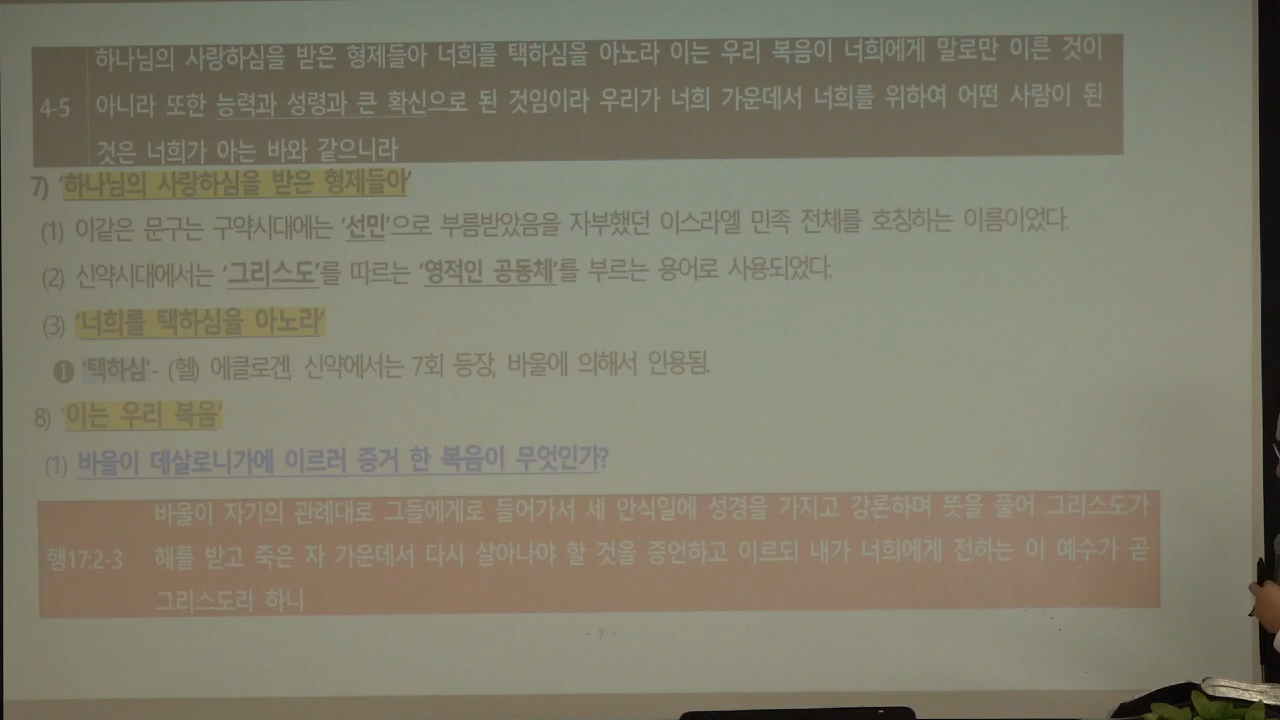 하나님의 사랑하심을 받은 형제들아 너희를 택하심을 아노라 이는 우리 복음이 너희에게 말로만 이른 것이
4-5 아니라 또한 능력과 성령과 큰 확신으로 된 것임이라 우리가 너희 가운데서 너희를 위하여 어떤 사람이 된
것은 너희가 아는 바와 같으니라
7) '하나님의 사랑하심을 받은 형제들아'
(1) 이같은 문구는 구약시대에는 '선민'으로 부름받았음을 자부했던 이스라엘 민족 전체를 호칭하는 이름이었다.
(2) 신약시대에서는 '그리스도'를 따르는 '영적인 공동체'를 부르는 용어로 사용되었다.
(3) '너희를 택하심을 아노라'
❶ '택하심'- (헬) 에클로겐, 신약에서는 7회 등장, 바울에 의해서 인용됨.
8) '이는 우리 복음'
(1) 바울이 데살로니가에 이르러 증거 한 복음이 무엇인가?
바울이 자기의 관례대로 그들에게로 들어가서 세 안식일에 성경을 가지고 강론하며 뜻을 풀어 그리스도가
행17:2-3 해를 받고 죽은 자 가운데서 다시 살아나야 할 것을 증언하고 이르되 내가 너희에게 전하는 이 예수가 곧
그리스도라 하니
- 7 -